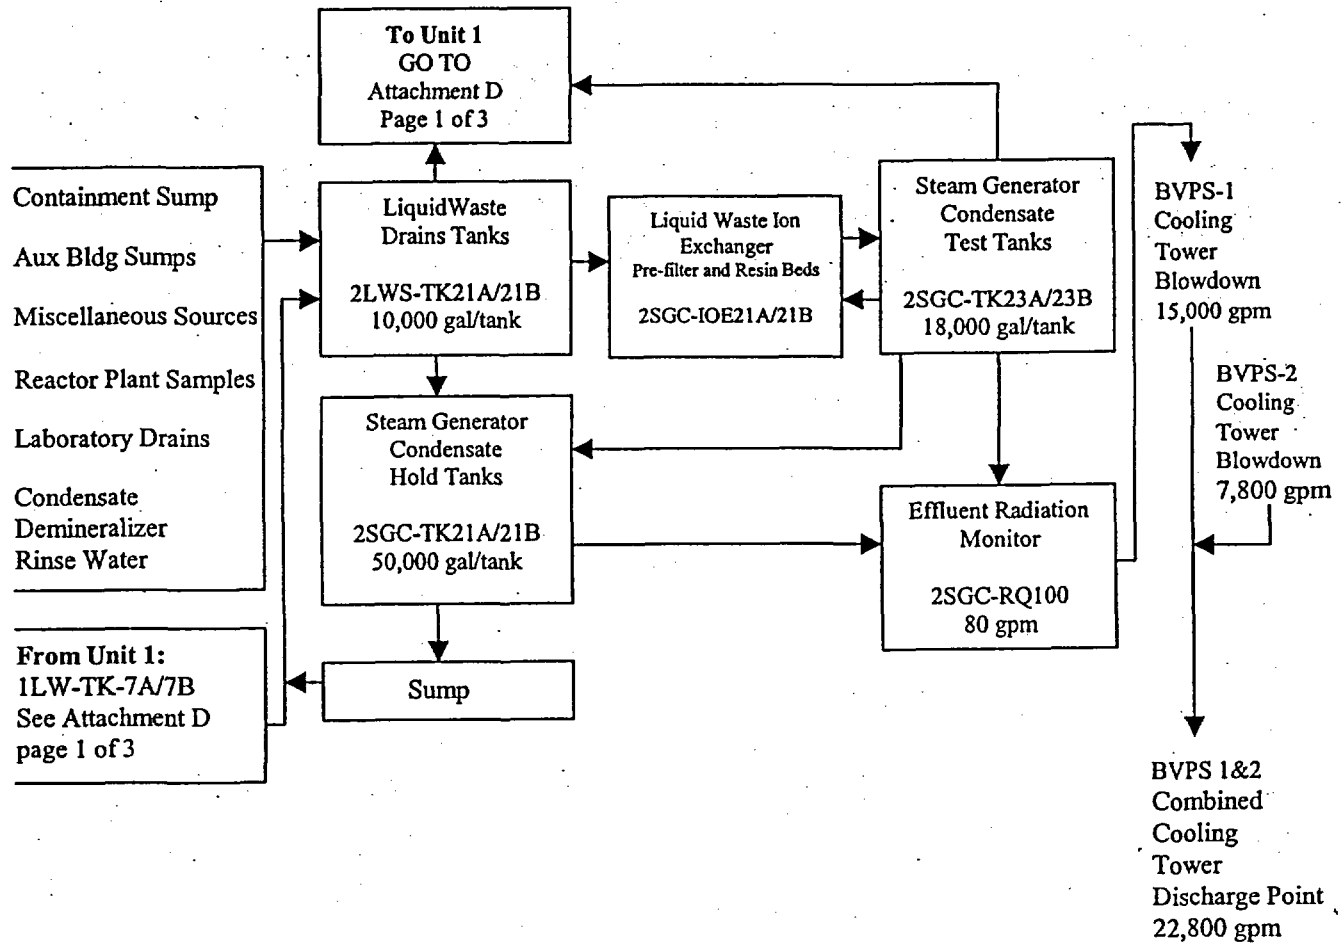 To Unit 1
GO TO
Attachment D
Page 1 of 3
Containment Sump
Aux Bldg Sumps
Miscellaneous Sources
Reactor Plant Samples
Laboratory Drains
Condensate
Demineralizer
Rinse Water
From Unit 1:
1LW-TK-7A/7B
See Attachment D
page 1 of 3
LiquidWaste
Drains Tanks
2LWS-TK21A/21B
10,000 gal/tank
Steam Generator
Condensate
Hold Tanks
2SGC-TK21A/21B
50,000 gal/tank
Sump
Liquid Waste Ion
Exchanger
Pre-filter and Resin Beds
2SGC-IOE21A/21B
Steam Generator
Condensate
Test Tanks
2SGC-TK23A/23B
18,000 gal/tank
Effluent Radiation
Monitor
2SGC-RQ100
80 gpm
BVPS-1
Cooling
Tower
Blowdown
15,000 gpm
BVPS-2
Cooling
Tower
Blowdown
7,800 gpm
BVPS 1&2
Combined
Cooling
Tower
Discharge Point
22,800 gpm